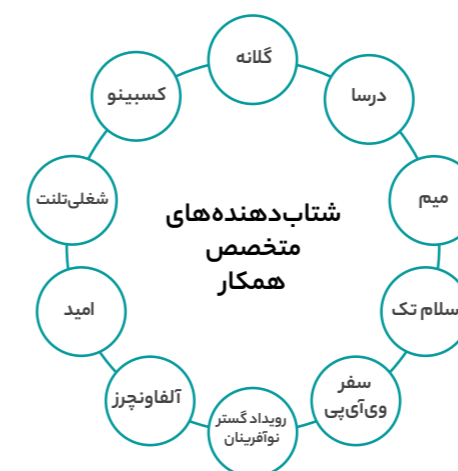 شتاب‌دهنده‌های
متخصص
همکار
گلانه
درسا
میم
سلام تک
سفر
وی‌آی‌پی
رویداد گستر
نوآفرینان
آلفاونچرز
امید
شغلی‌تلنت
کسبینو